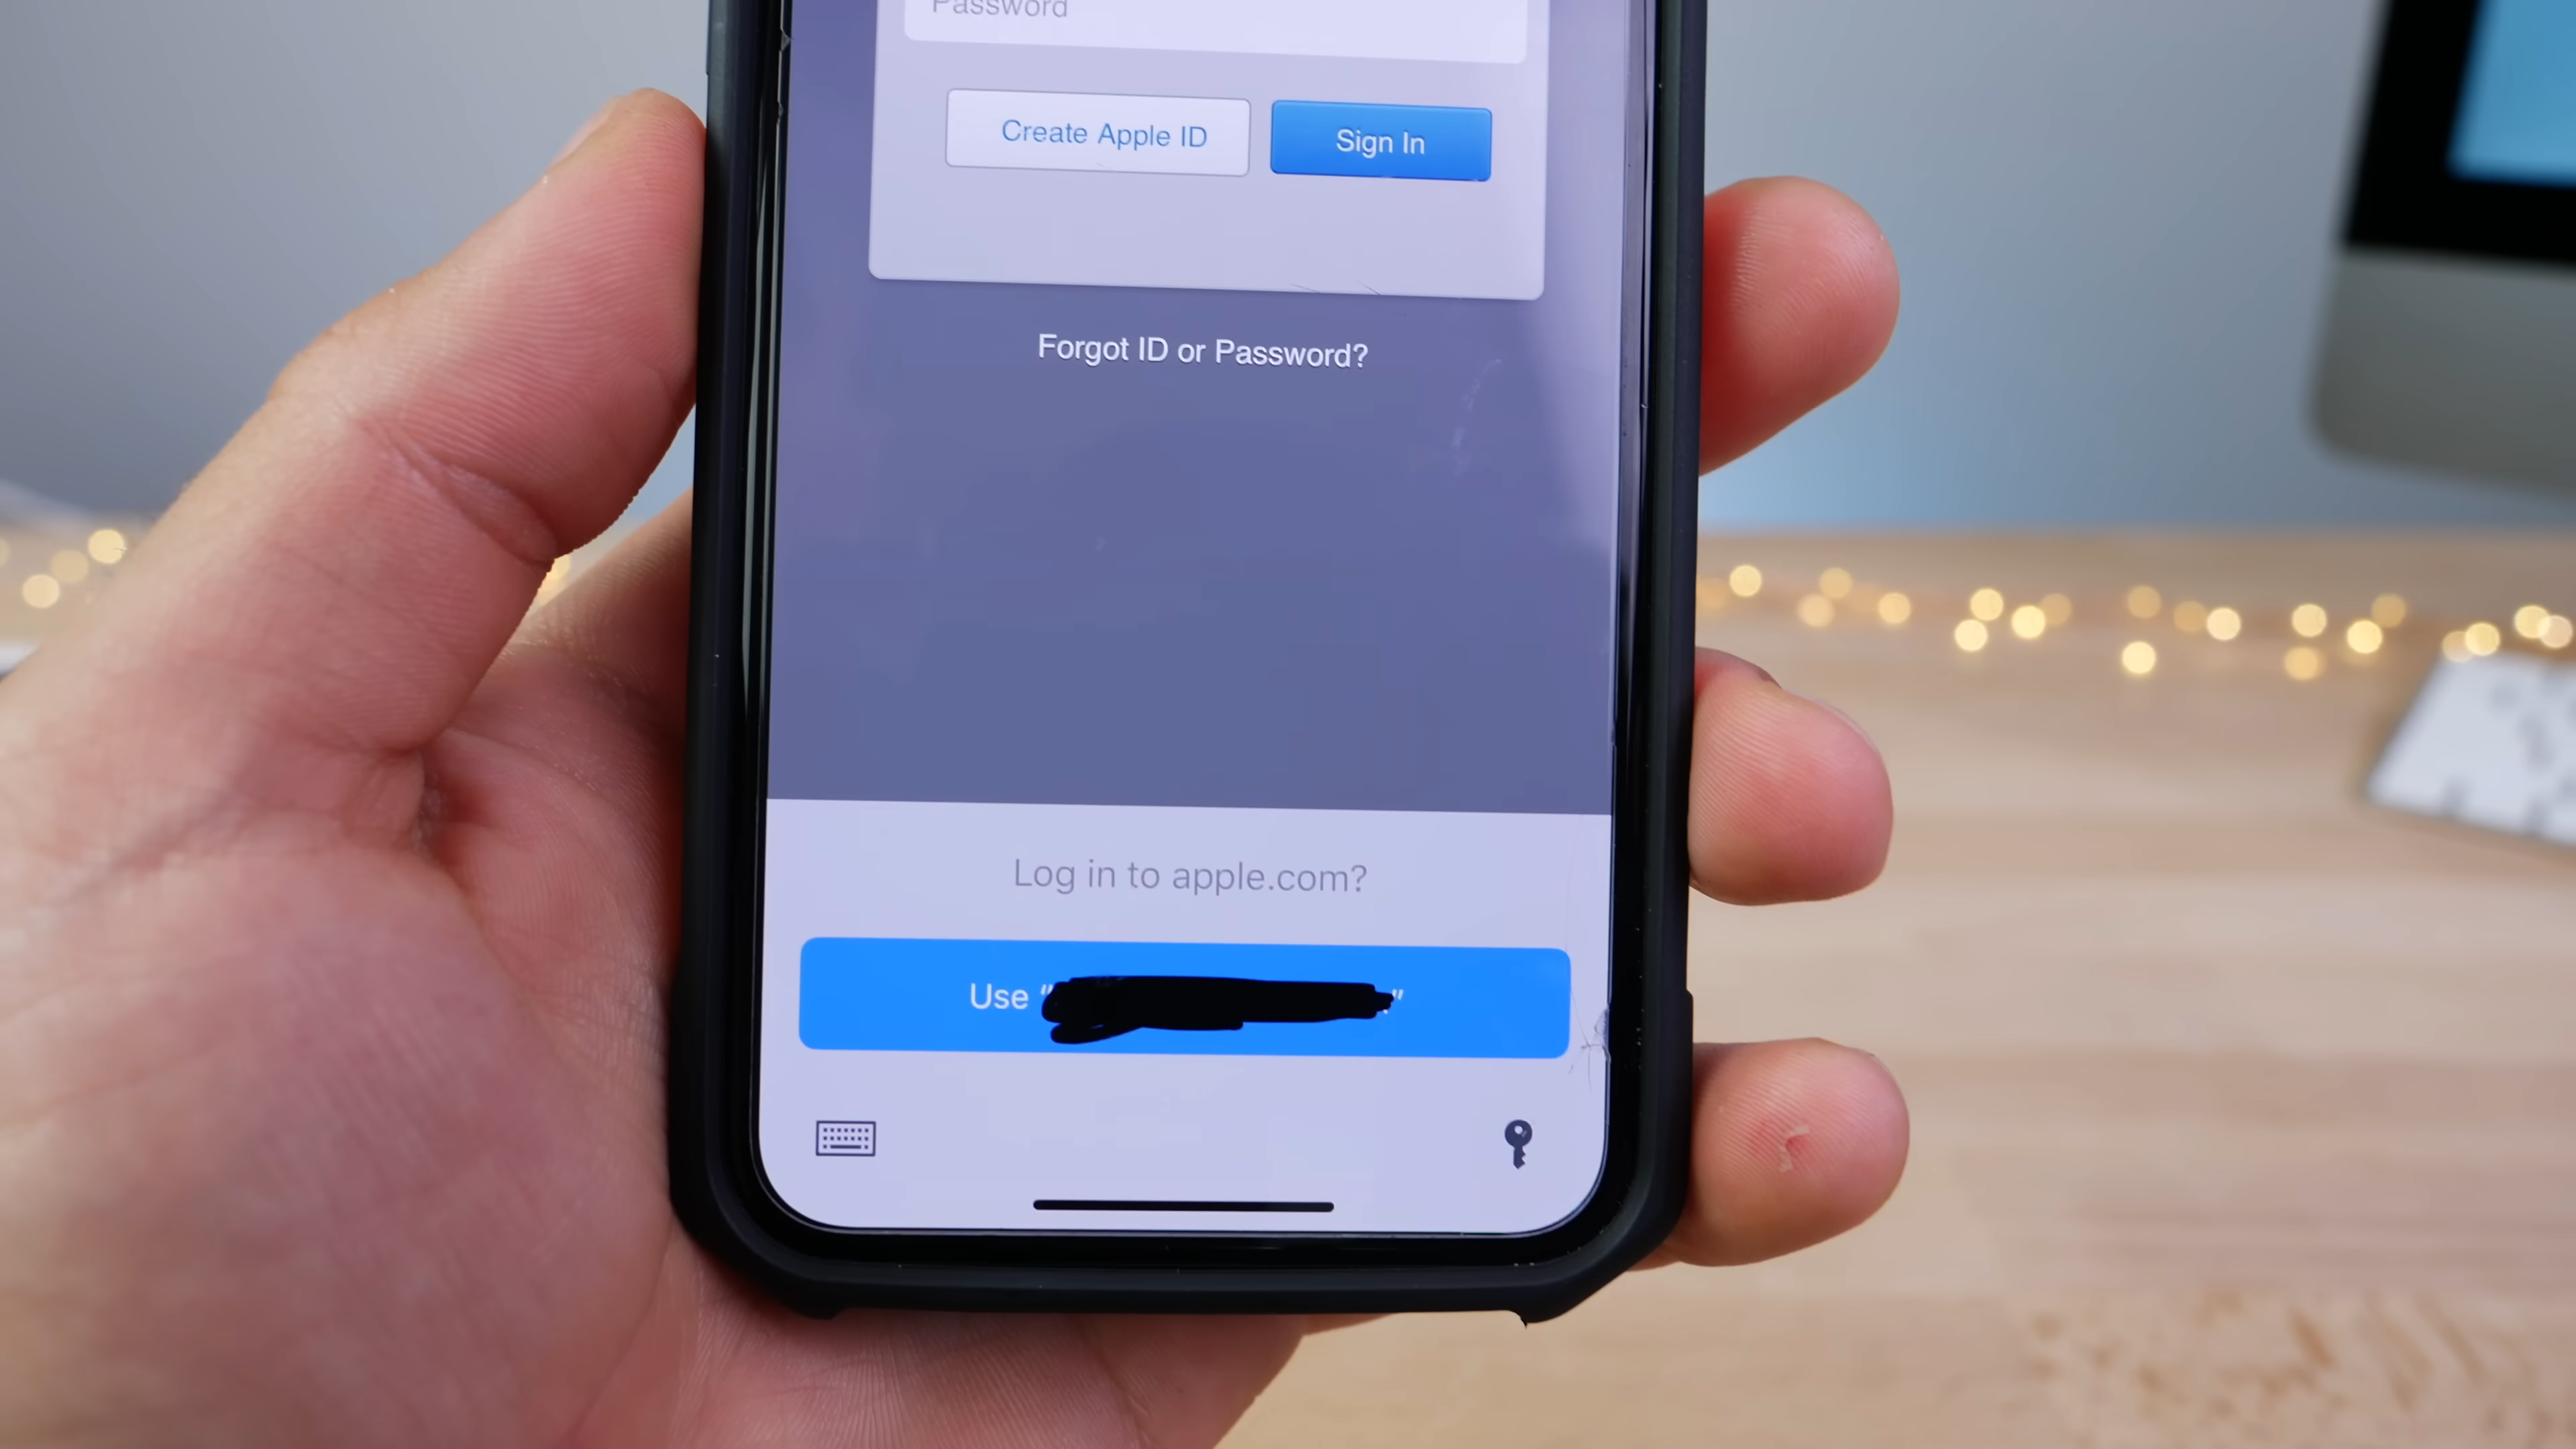 Password
Create Apple ID
Sign In
Forgot ID or Password?
Log in to apple.com?
Use " "